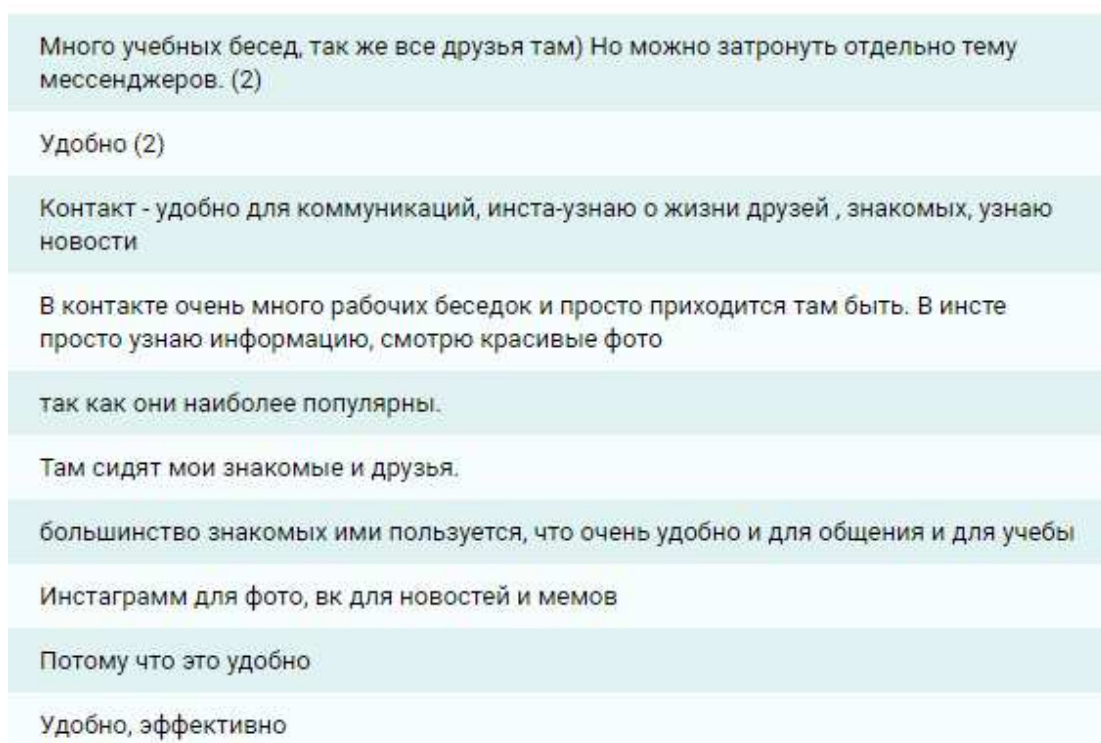 Много учебных бесед, так же все друзья там) Но можно затронуть отдельно тему
мессенджеров. (2)
Удобно (2)
Контакт - удобно для коммуникаций, инста-узнаю о жизни друзей , знакомых, узнаю
новости
В контакте очень много рабочих беседок и просто приходится там быть. В инсте
просто узнаю информацию, смотрю красивые фото
так как они наиболее популярны.
Там сидят мои знакомые и друзья.
большинство знакомых ими пользуется, что очень удобно и для общения и для учебы
Инстаграмм для фото, вк для новостей и мемов
Потому что это удобно
Удобно, эффективно